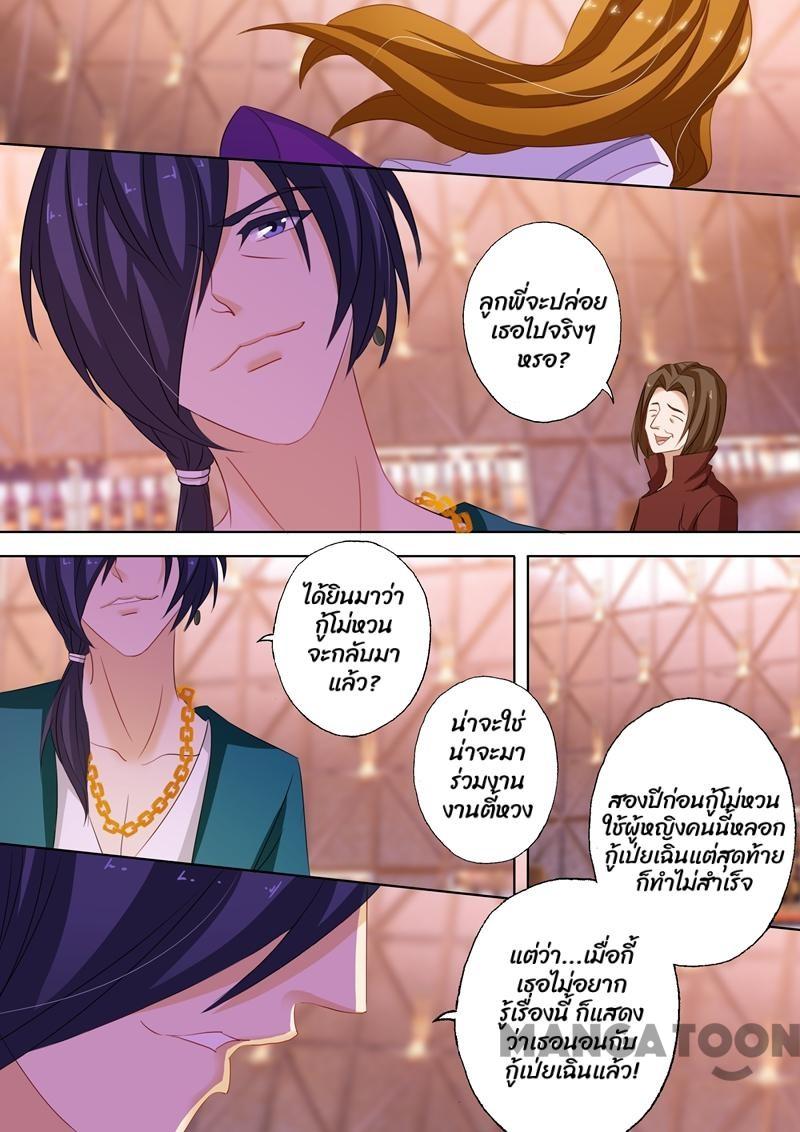 ลูกพี่จะปล่อย
เธอไปจริงๆ
หรอ?
ได้ยินมาว่า
กู้โม่หวน
จะกลับมา
แล้ว?
น่าจะใช่
น่าจะมา
ร่วมงาน
งานตี้หวง
สองปีก่อนกู้โม่หวน
ใช้ผู้หญิงคนนี้หลอก
กู้เป่ยเฉินแต่สุดท้าย
ก็ทำไม่สำเร็จ
แต่ว่า...เมื่อกี้
เธอไม่อยาก
รู้เรื่องนี้ ก็แสดง
ว่าเธอนอนกับ
กู้เป่ยเฉินแล้ว!
MANGATOON